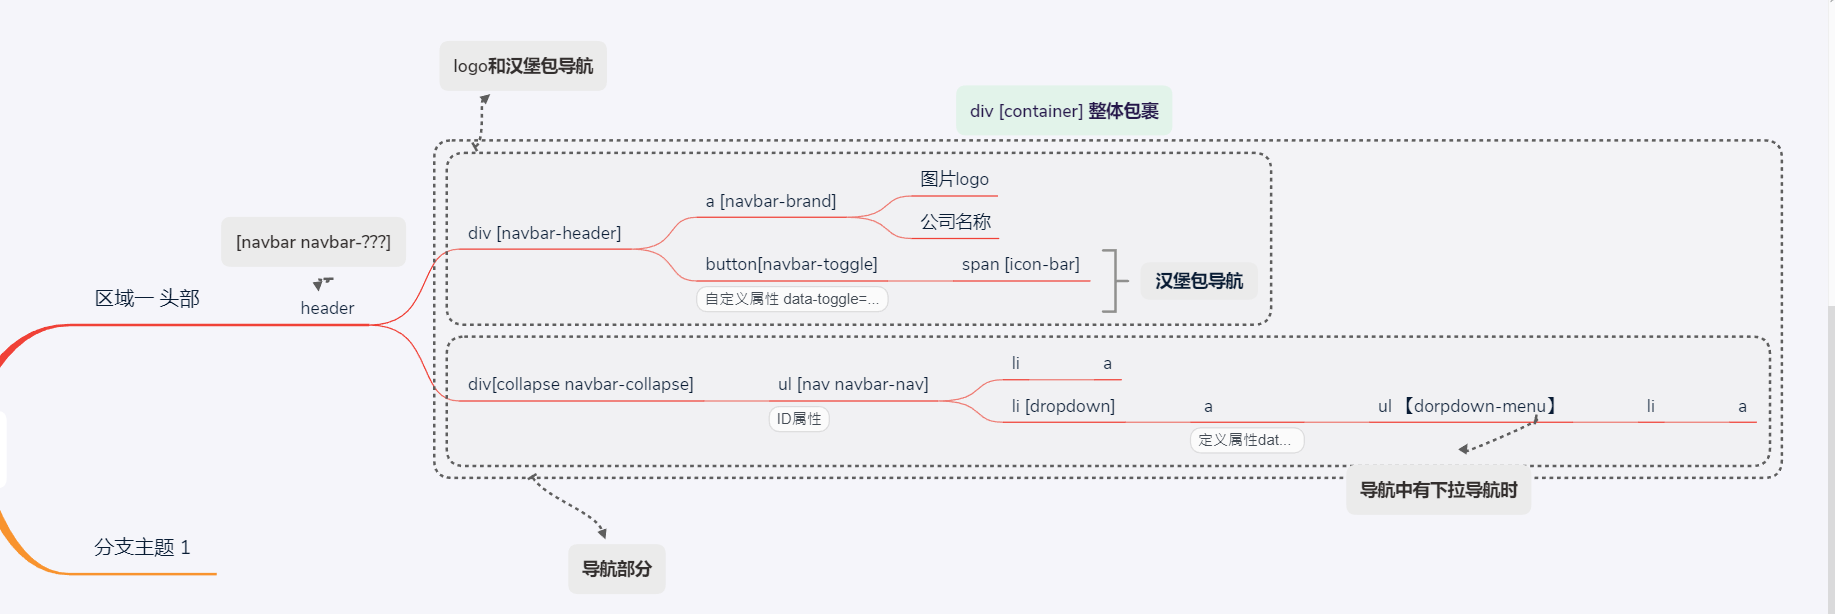 logo和汉堡包导航
div [container] 整体包裹
图片logo
a [navbar-brand]
公司名称
div [navbar-header]
[navbar navbar-???]
button[navbar-toggle]
span [icon-bar]
汉堡包导航
自定义属性 data-toggle=...
区域一 头部
header
li
a
div[collapse navbar-collapse]
ul [nav navbar-nav]
ID属性
li [dropdown]
a
ul 【dorpdown-menu】
li
a
定义属性dat...
导航中有下拉导航时
分支主题 1
导航部分